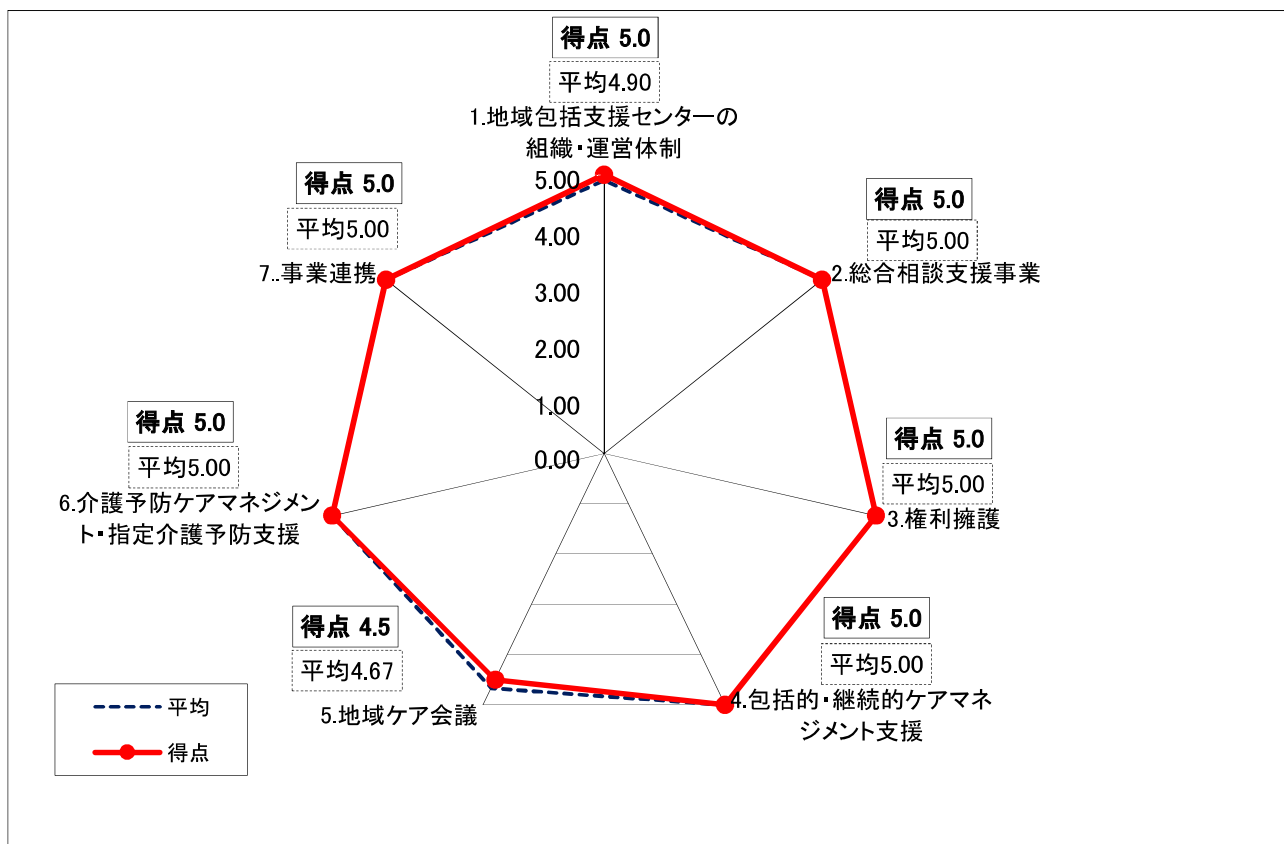 得点 5.0
平均4.90
1.地域包括支援センターの
組織・運営体制
得点 5.0
平均5.00
7..事業連携
得点 5.0
平均5.00
2.総合相談支援事業
5.00
4.00
3.00
2.00
1.00
0.00
得点 5.0
平均5.00
6.介護予防ケアマネジメン
ト・指定介護予防支援
得点 5.0
平均5.00
3.権利擁護
得点 4.5
平均4.67
5.地域ケア会議
得点 5.0
平均5.00
4.包括的・継続的ケアマネ
ジメント支援
平均
得点